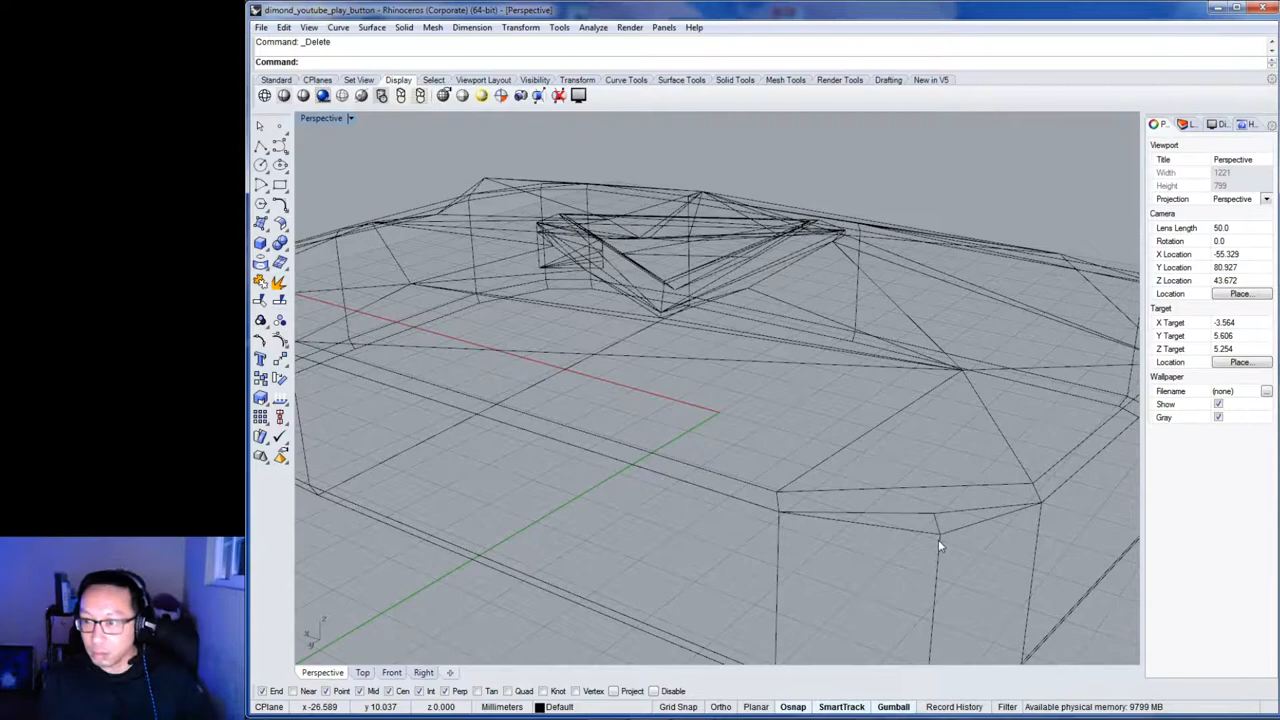 dimond_youtube_play_button - Rhinoceros (Corporate) (64-bit) - [Perspective]
File Edit View Curve Surface Solid Mesh Dimension Transform Tools Analyze Render Panels Help
Command: _Delete
Command:
Standard CPlanes Set View Display Select Viewport Layout Visibility Transform Curve Tools Surface Tools Solid Tools Mesh Tools Render Tools Drafting New in V5
Perspective
P... L... Di... H...
Viewport
Title Perspective
Width 1221
Height 799
Projection Perspective
Camera
Lens Length 50.0
Rotation 0.0
X Location -55.329
Y Location 80.927
Z Location 43.672
Location Place...
Target
X Target -3.564
Y Target 5.606
Z Target 5.254
Location Place...
Wallpaper
Filename (none) ...
Show
Gray
z
x
y
Perspective Top Front Right
End Near Point Mid Cen Int Perp Tan Quad Knot Vertex Project Disable
CPlane x -26.589 y 10.037 z 0.000 Millimeters Default Grid Snap Ortho Planar Osnap SmartTrack Gumball Record History Filter Available physical memory: 9799 MB